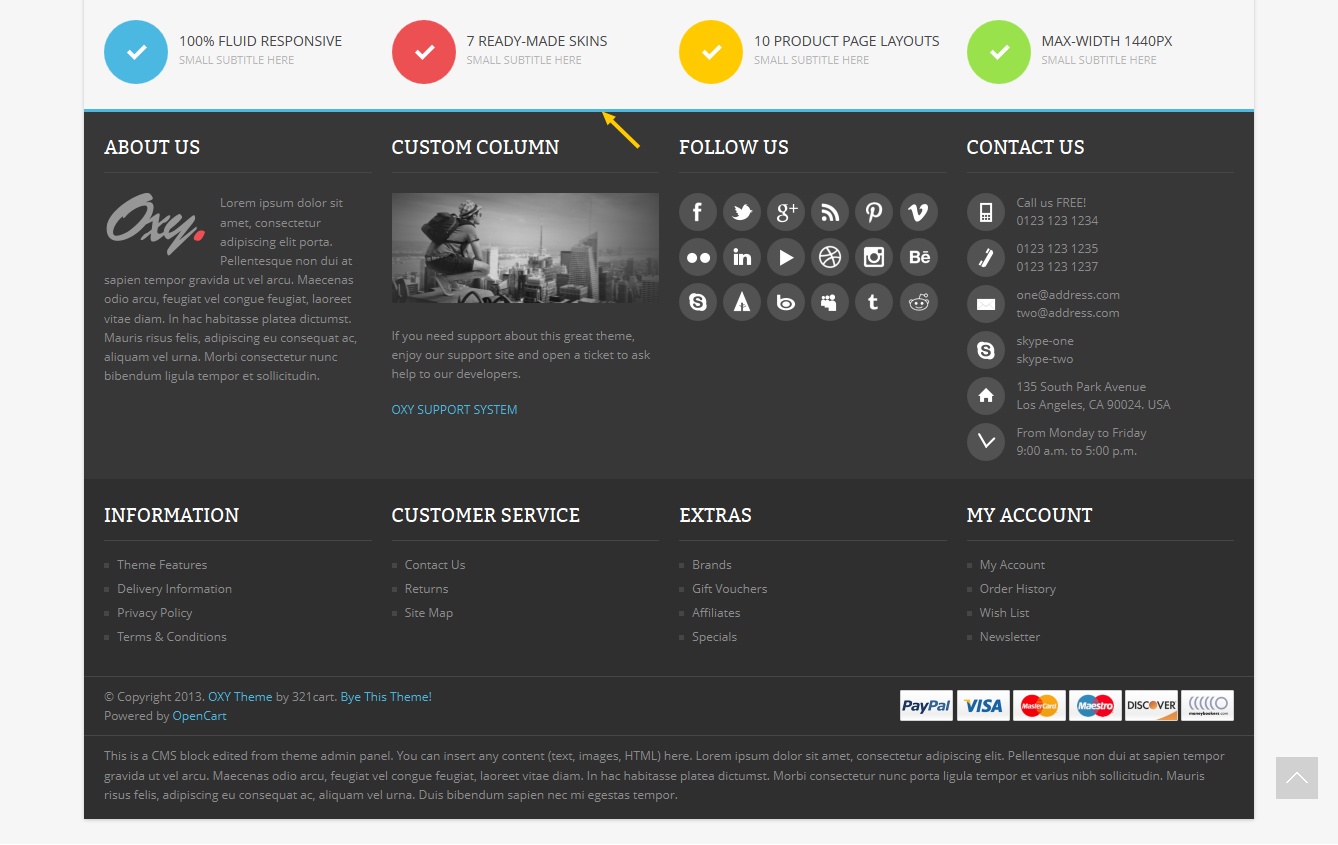 100% FLUID RESPONSIVE
SMALL SUBTITLE HERE
7 READY-MADE SKINS
SMALL SUBTITLE HERE
10 PRODUCT PAGE LAYOUTS
SMALL SUBTITLE HERE
MAX-WIDTH 1440PX
SMALL SUBTITLE HERE
ABOUT US
Oxy.
Lorem ipsum dolor sit
amet, consectetur
adipiscing elit porta.
Pellentesque non dui at
sapien tempor gravida ut vel arcu. Maecenas
odio arcu, feugiat vel congue feugiat, laoreet
vitae diam. In hac habitasse platea dictumst.
Mauris risus felis, adipiscing eu consequat ac,
aliquam vel urna. Morbi consectetur nunc
bibendum ligula tempor et sollicitudin.
CUSTOM COLUMN
If you need support about this great theme,
enjoy our support site and open a ticket to ask
help to our developers.
OXY SUPPORT SYSTEM
FOLLOW US
CONTACT US
Call us FREE!
0123 123 1234
0123 123 1235
0123 123 1237
one@address.com
two@address.com
skype-one
skype-two
135 South Park Avenue
Los Angeles, CA 90024. USA
From Monday to Friday
9:00 a.m. to 5:00 p.m.
INFORMATION
Theme Features
Delivery Information
Privacy Policy
Terms & Conditions
CUSTOMER SERVICE
Contact Us
Returns
Site Map
EXTRAS
Brands
Gift Vouchers
Affiliates
Specials
MY ACCOUNT
My Account
Order History
Wish List
Newsletter
© Copyright 2013. OXY Theme by 321cart. Bye This Theme!
Powered by OpenCart
PayPal
VISA
MasterCard
Maestro
DISCOVER
moneybookers.com
This is a CMS block edited from theme admin panel. You can insert any content (text, images, HTML) here. Lorem ipsum dolor sit amet, consectetur adipiscing elit. Pellentesque non dui at sapien tempor
gravida ut vel arcu. Maecenas odio arcu, feugiat vel congue feugiat, laoreet vitae diam. In hac habitasse platea dictumst. Morbi consectetur nunc porta ligula tempor et varius nibh sollicitudin. Mauris
risus felis, adipiscing eu consequat ac, aliquam vel urna. Duis bibendum sapien nec mi egestas tempor.